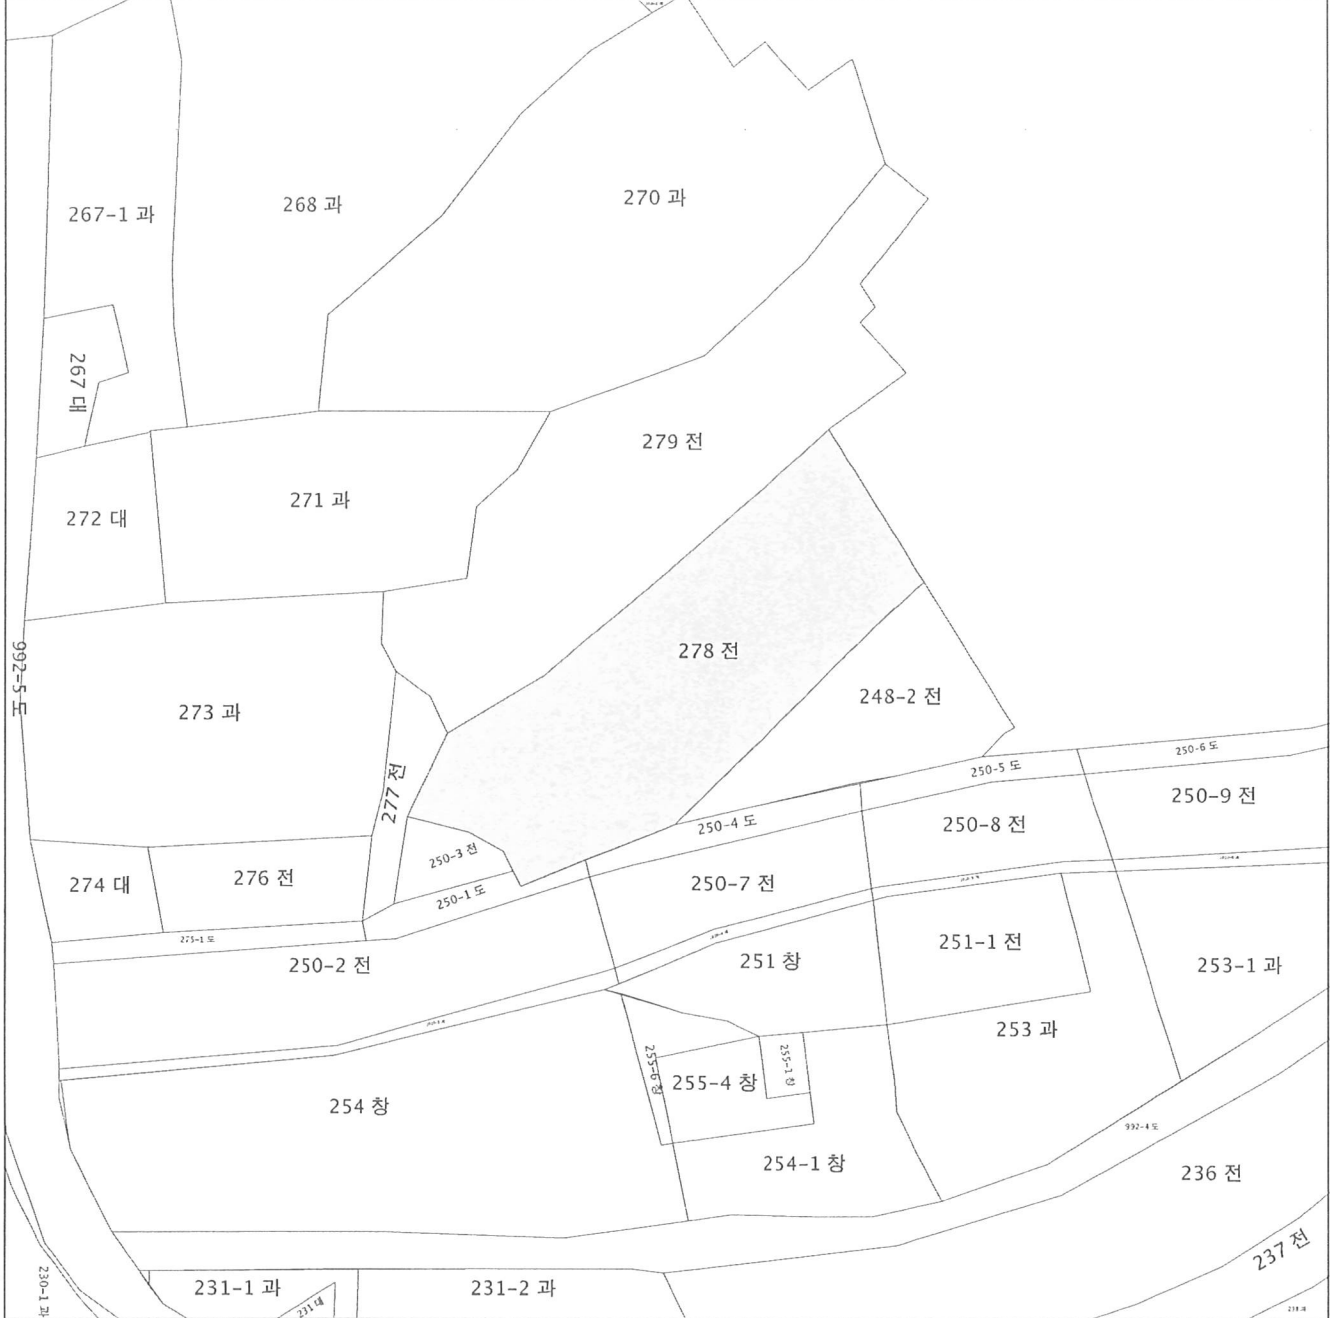 270 과
268 과
267-1 과
267 대
279 전
271 과
272 대
278 전
992-5 도
248-2 전
273 과
250-6 도
250-5 도
277 전
250-9 전
250-4 도
250-8 전
250-3 전
274 대
276 전
250-7 전
250-1 도
275-1 도
251-1 전
250-2 전
251 창
253-1 과
253 과
255-6 창
255-1 창
255-4 창
254 창
992-4 도
254-1 창
236 전
237 전
230-1 과
231-1 과
231-2 과
231 대